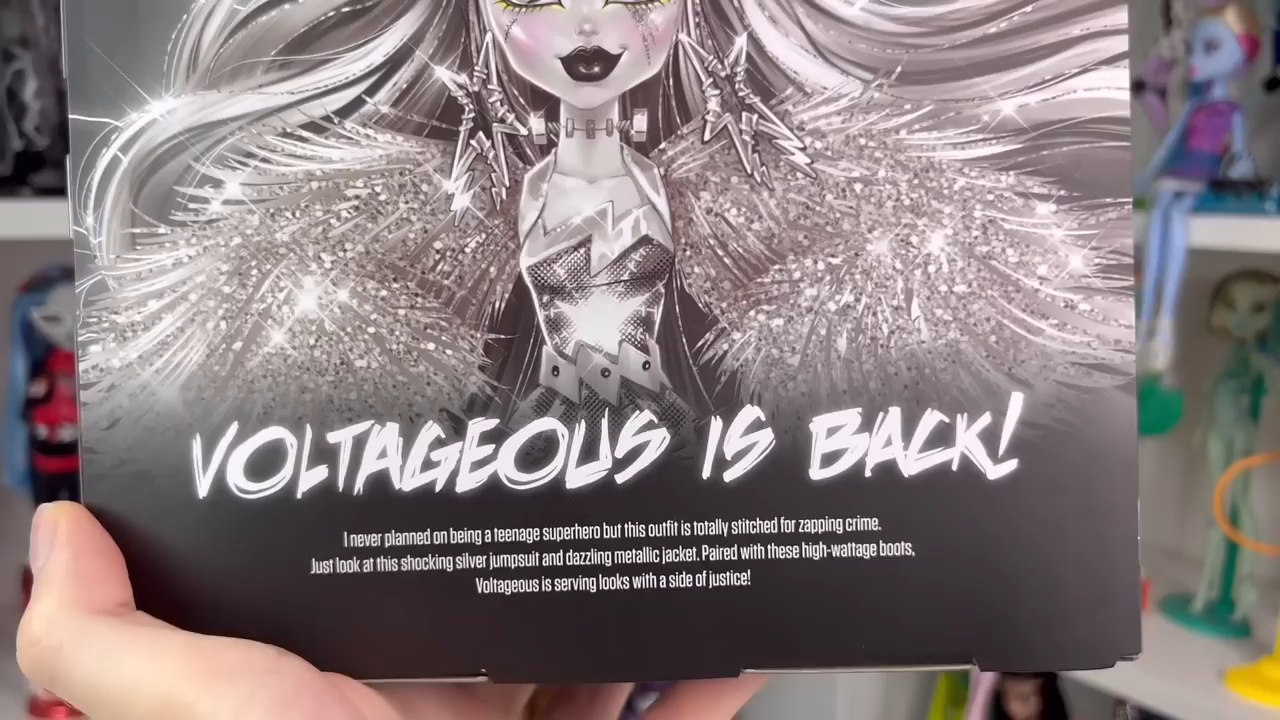 VOLTAGEOUS IS BACK!
I never planned on being a teenage superhero but this outfit is totally stitched for zapping crime.
Just look at this shocking silver jumpsuit and dazzling metallic jacket. Paired with these high-wattage boots,
Voltageous is serving looks with a side of justice!